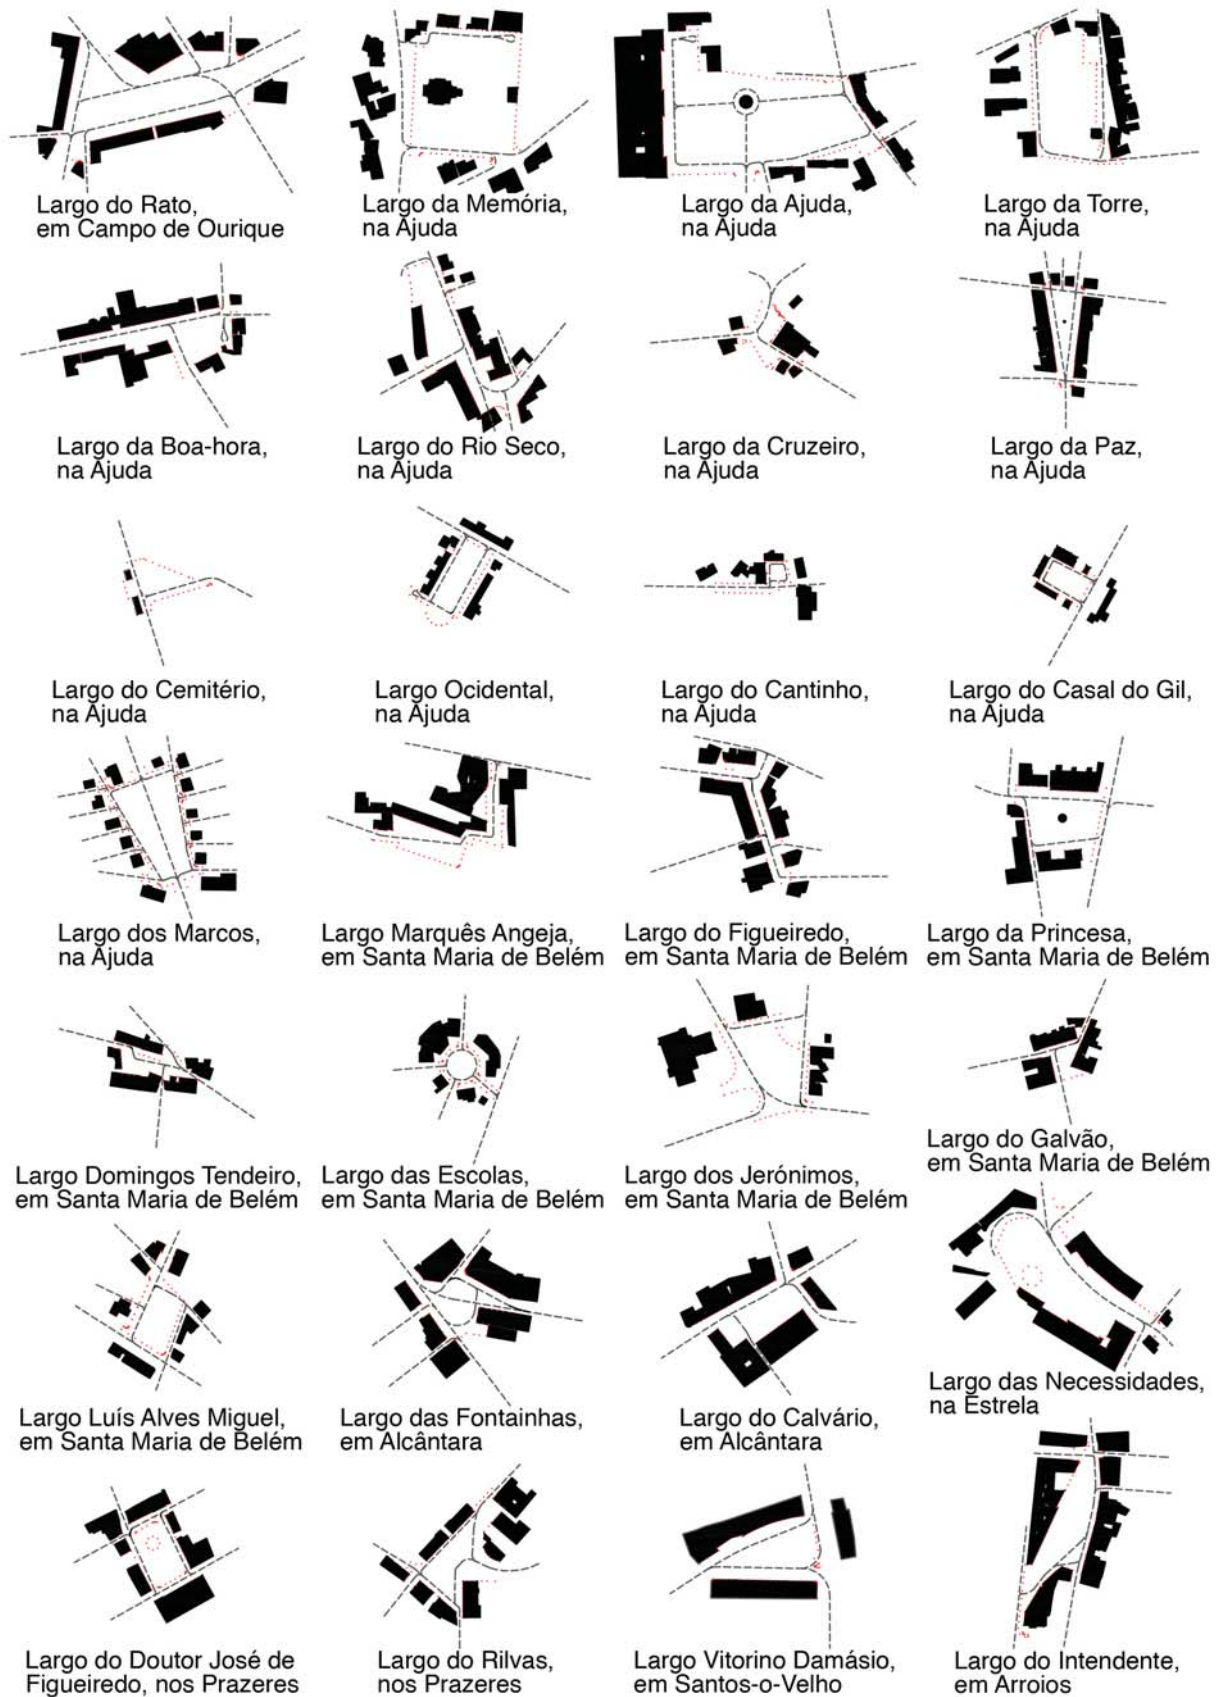 Largo do Rato,
em Campo de Ourique
Largo da Memória,
na Ajuda
Largo da Ajuda,
na Ajuda
Largo da Torre,
na Ajuda
Largo da Boa-hora,
na Ajuda
Largo do Rio Seco,
na Ajuda
Largo da Cruzeiro,
na Ajuda
Largo da Paz,
na Ajuda
Largo do Cemitério,
na Ajuda
Largo Ocidental,
na Ajuda
Largo do Cantinho,
na Ajuda
Largo do Casal do Gil,
na Ajuda
Largo dos Marcos,
na Ajuda
Largo Marquês Angeja,
em Santa Maria de Belém
Largo do Figueiredo,
em Santa Maria de Belém
Largo da Princesa,
em Santa Maria de Belém
Largo Domingos Tendeiro,
em Santa Maria de Belém
Largo das Escolas,
em Santa Maria de Belém
Largo dos Jerónimos,
em Santa Maria de Belém
Largo do Galvão,
em Santa Maria de Belém
Largo Luís Alves Miguel,
em Santa Maria de Belém
Largo das Fontainhas,
em Alcântara
Largo do Calvário,
em Alcântara
Largo das Necessidades,
na Estrela
Largo do Doutor José de
Figueiredo, nos Prazeres
Largo do Rilvas,
nos Prazeres
Largo Vitorino Damásio,
em Santos-o-Velho
Largo do Intendente,
em Arroios